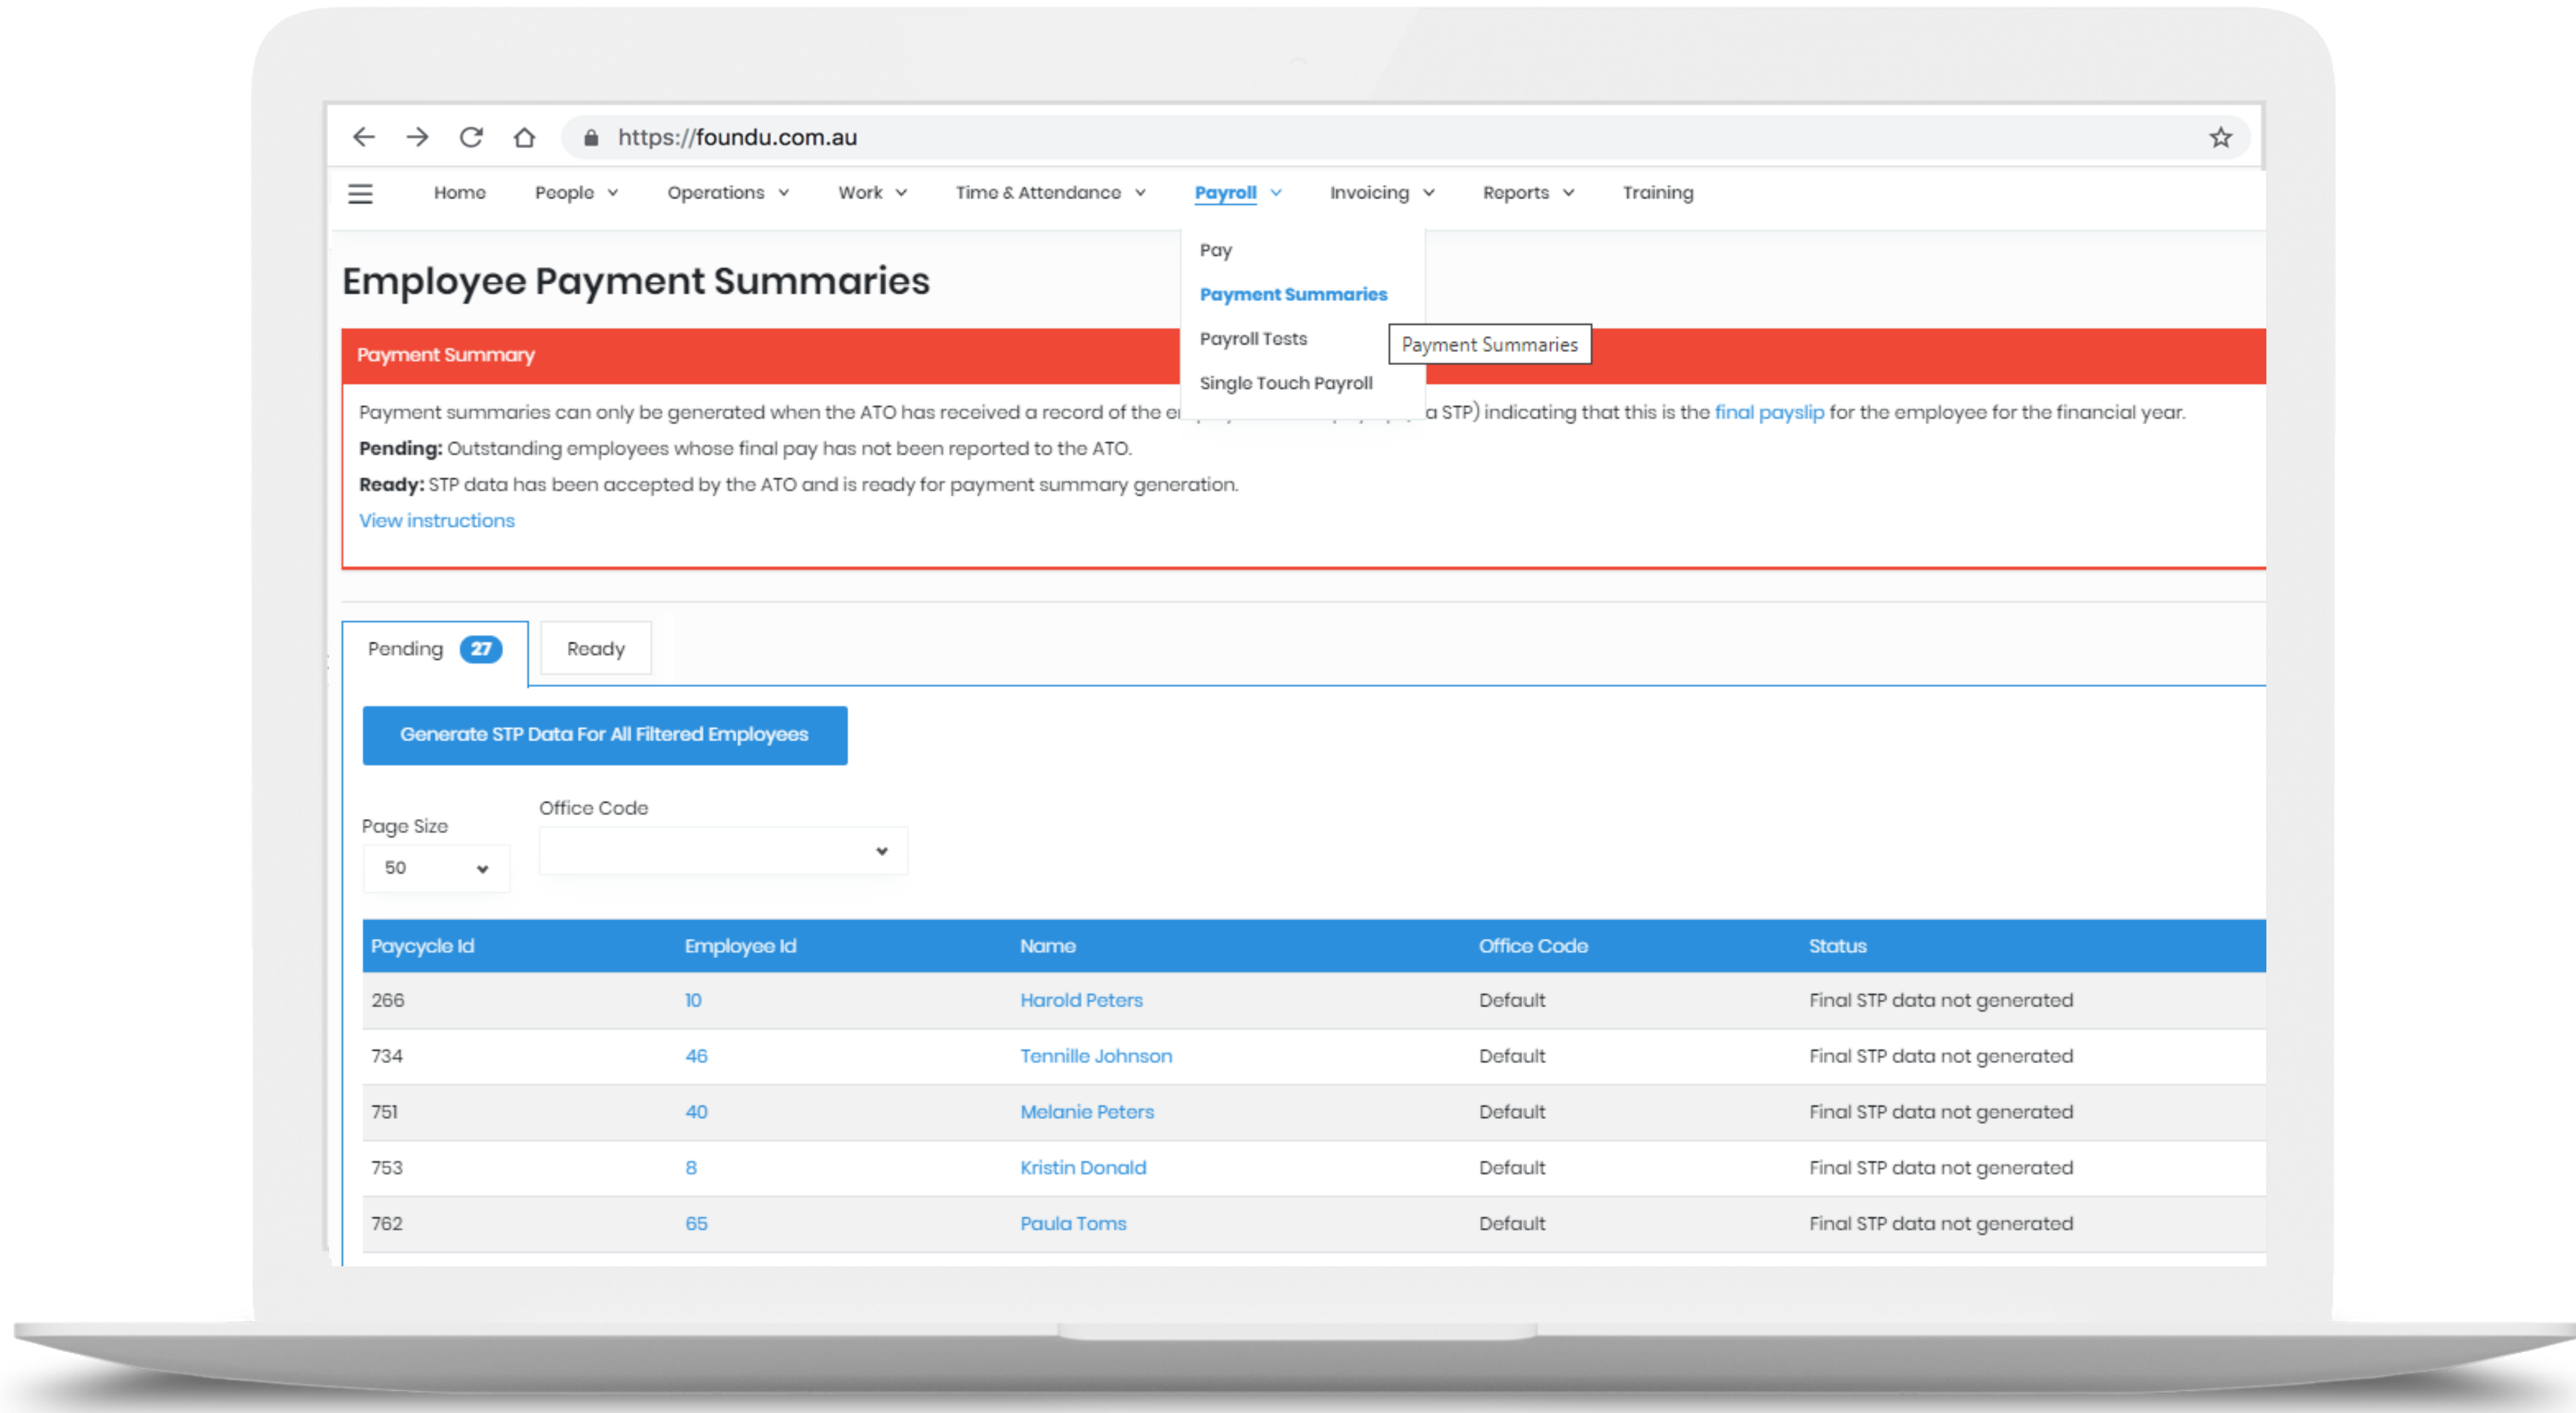 https://foundu.com.au
Home People Operations Work Time & Attendance Payroll Invoicing Reports Training
Pay
Employee Payment Summaries
Payment Summaries
Payroll Tests
Payment Summary
Payment Summaries
Single Touch Payroll
Payment summaries can only be generated when the ATO has received a record of the a STP) indicating that this is the final payslip for the employee for the financial year.
Pending: Outstanding employees whose final pay has not been reported to the ATO.
Ready: STP data has been accepted by the ATO and is ready for payment summary generation.
View instructions
Pending 27 Ready
Generate STP Data For All Filtered Employees
Office Code
Page Size
50
Paycycle Id Employee Id Name Office Code Status
266 10 Harold Peters Default Final STP data not generated
734 46 Tennille Johnson Default Final STP data not generated
751 40 Melanie Peters Default Final STP data not generated
753 8 Kristin Donald Default Final STP data not generated
762 65 Paula Toms Default Final STP data not generated